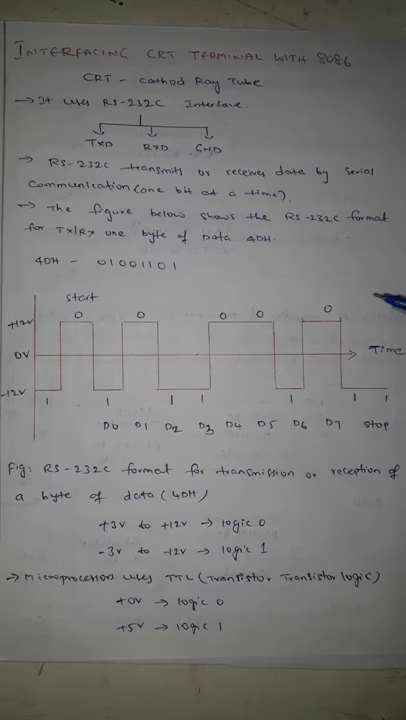 INTERFACING CRT TERMINAL WITH 8086
CRT - Cathod Ray Tube
→ It uses RS-232C Interface.
TXD RXD GND
→ RS-232C transmits or receives data by serial
communication (one bit at a time).
→ The figure below shows the RS-232C format
for TX/RX one byte of Data 4DH.
4DH - 01001101
start
+12V 0 0 0 0 0
0V Time
-12V 1 1 1 1 1 1 1
D0 D1 D2 D3 D4 D5 D6 D7 stop
Fig: RS-232C format for transmission or reception of
a byte of data (4DH)
+3V to +12V → logic 0
-3V to -12V → logic 1
→ Microprocessor uses TTL (Transistor Transistor logic)
+0V → logic 0
+5V → logic 1